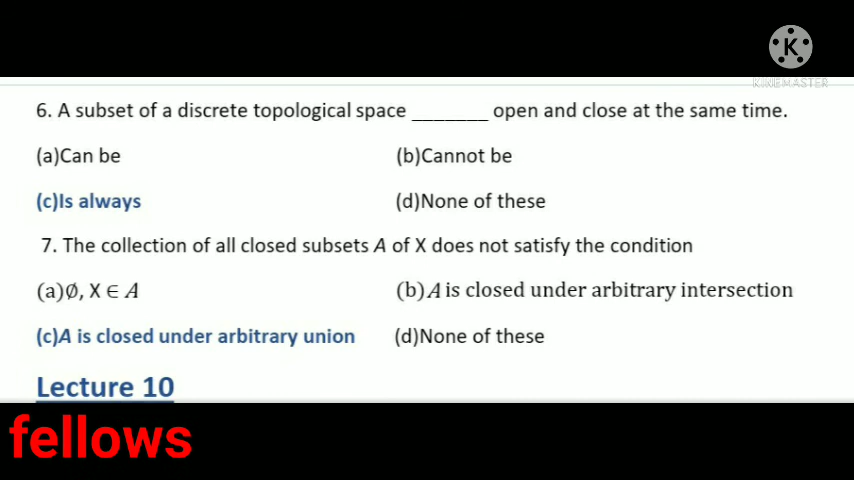 K
KINEMASTER
6. A subset of a discrete topological space _______ open and close at the same time.
(a)Can be (b)Cannot be
(c)Is always (d)None of these
7. The collection of all closed subsets A of X does not satisfy the condition
(a)∅, X ∈ A (b)A is closed under arbitrary intersection
(c)A is closed under arbitrary union (d)None of these
Lecture 10
fellows